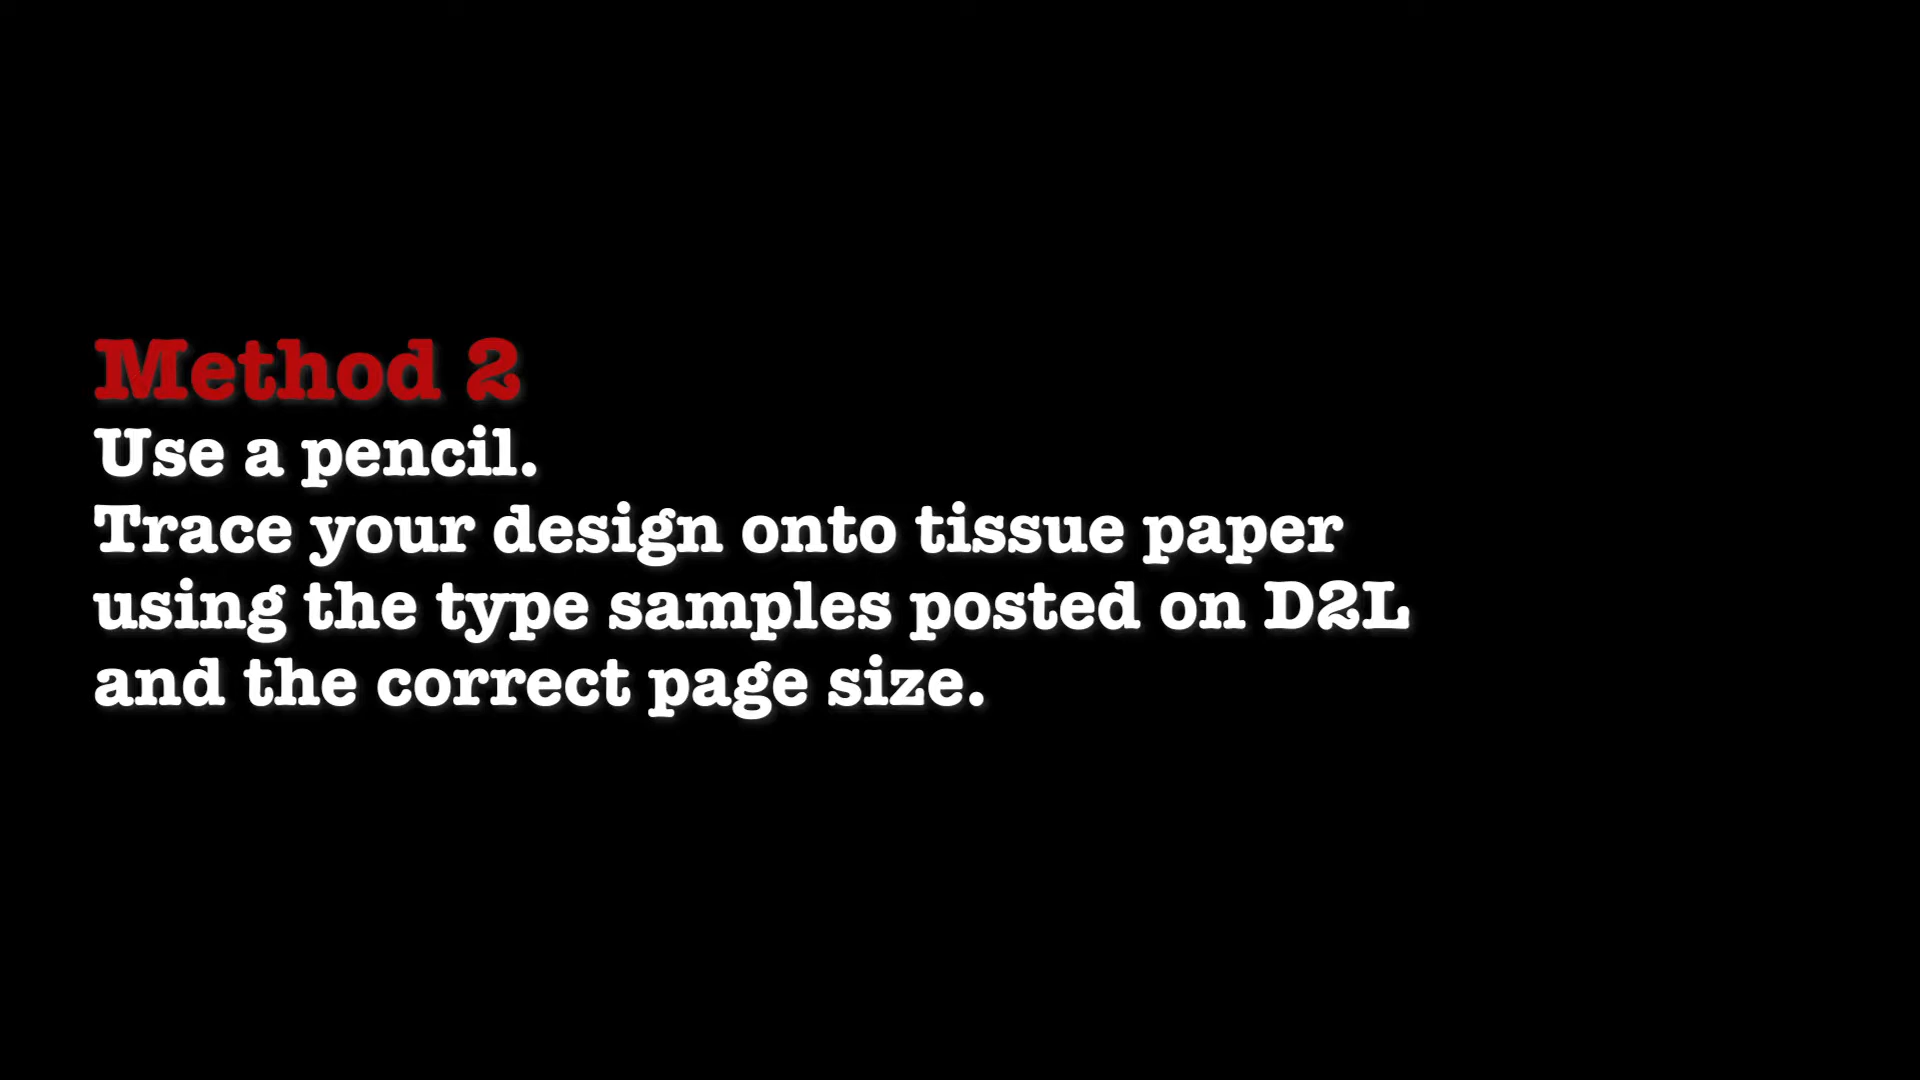 Method 2
Use a pencil.
Trace your design onto tissue paper
using the type samples posted on D2L
and the correct page size.